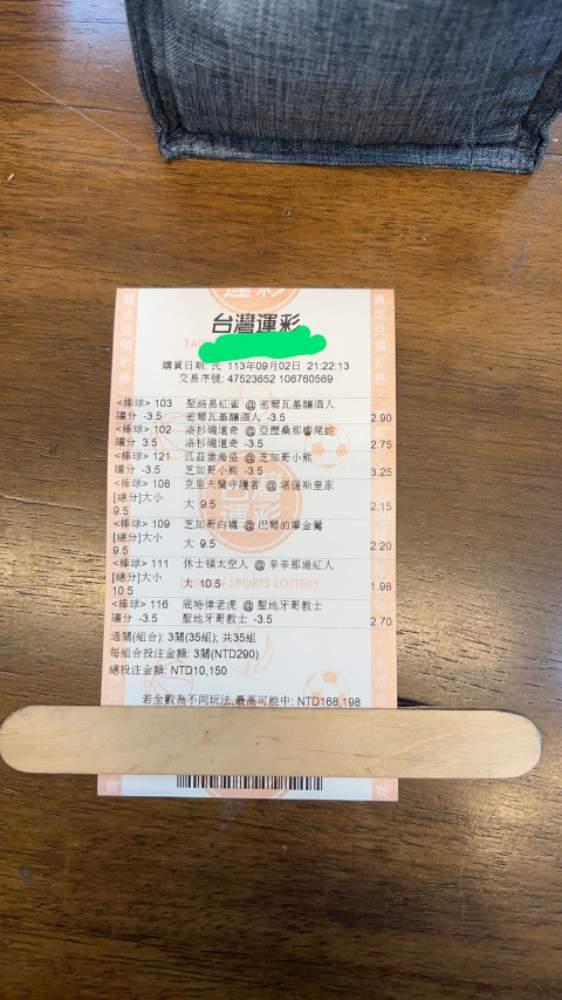 台灣運彩
購買日期: 民 113年09月02日 21:22:13
交易序號: 47523652 106760569
<棒球> 103 聖路易紅雀 @ 密爾瓦基釀酒人
讓分 -3.5 密爾瓦基釀酒人 -3.5 2.90
<棒球> 102 洛杉磯道奇 @ 亞歷桑那響尾蛇
讓分 3.5 洛杉磯道奇 -3.5 2.75
<棒球> 121 匹茲堡海盜 @ 芝加哥小熊
讓分 -3.5 芝加哥小熊 -3.5 3.25
<棒球> 108 克里夫蘭守護者 @ 堪薩斯皇家
[總分]大小
9.5 大 9.5 2.15
<棒球> 109 芝加哥白襪 @ 巴爾的摩金鶯
[總分]大小
9.5 大 9.5 2.20
<棒球> 111 休士頓太空人 @ 辛辛那堤紅人
[總分]大小
10.5 大 10.5 1.98
SPORTS LOTTERY
<棒球> 116 底特律老虎 @ 聖地牙哥教士
讓分 -3.5 聖地牙哥教士 -3.5 2.70
過關(組合): 3關(35組); 共35組
每組合投注金額: 3關(NTD290)
總投注金額: NTD10,150
若全數為不同玩法,最高可能中: NTD168,198